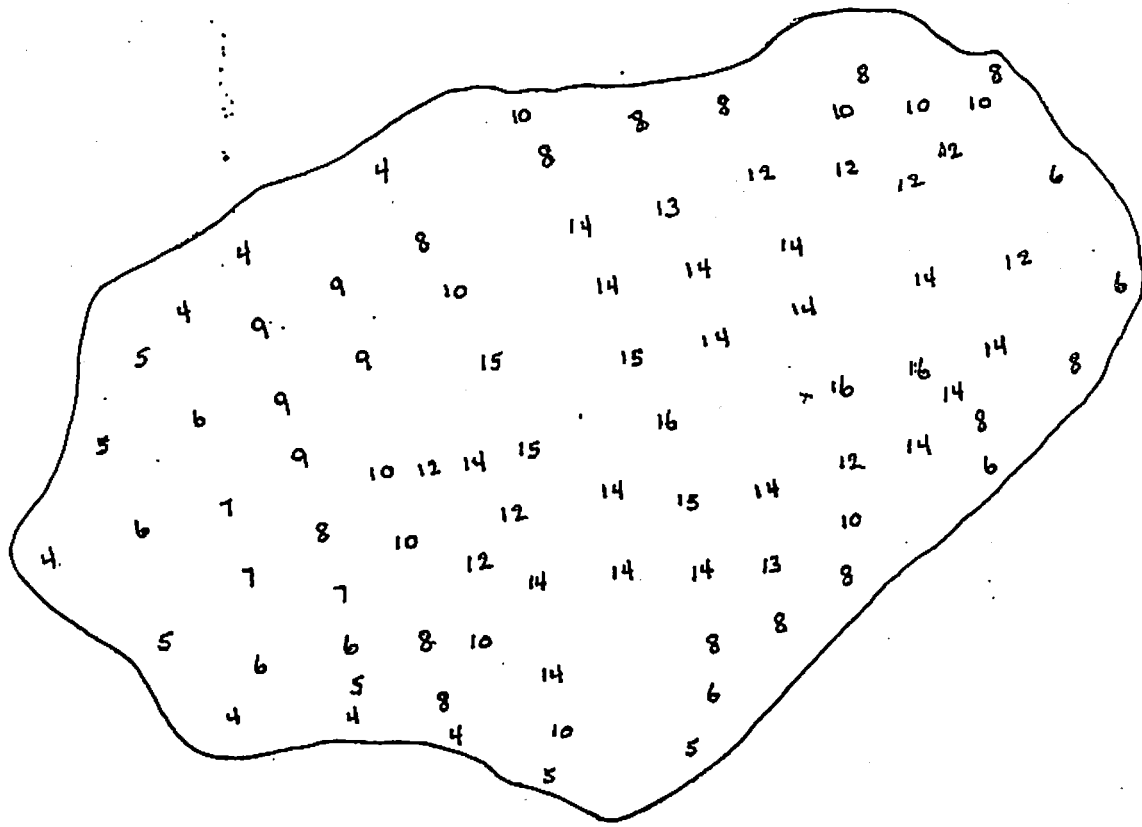 8 8
10 8 8 10 10 10
4 8 12 12 12 12 6
14 13
4 8 14 14 14 12
9 10 14 14 6
4 9 14 14
5 9 15 15 16 16 14 8
9 14
5 6 16 14 8
9 10 12 14 15 12 6
7 12 14 15 14 10
4 6 8 10
7 7 12 14 14 14 13 8
5 6 8 10 8 8
6 5 14 6
4 4 8
4 10 5
5